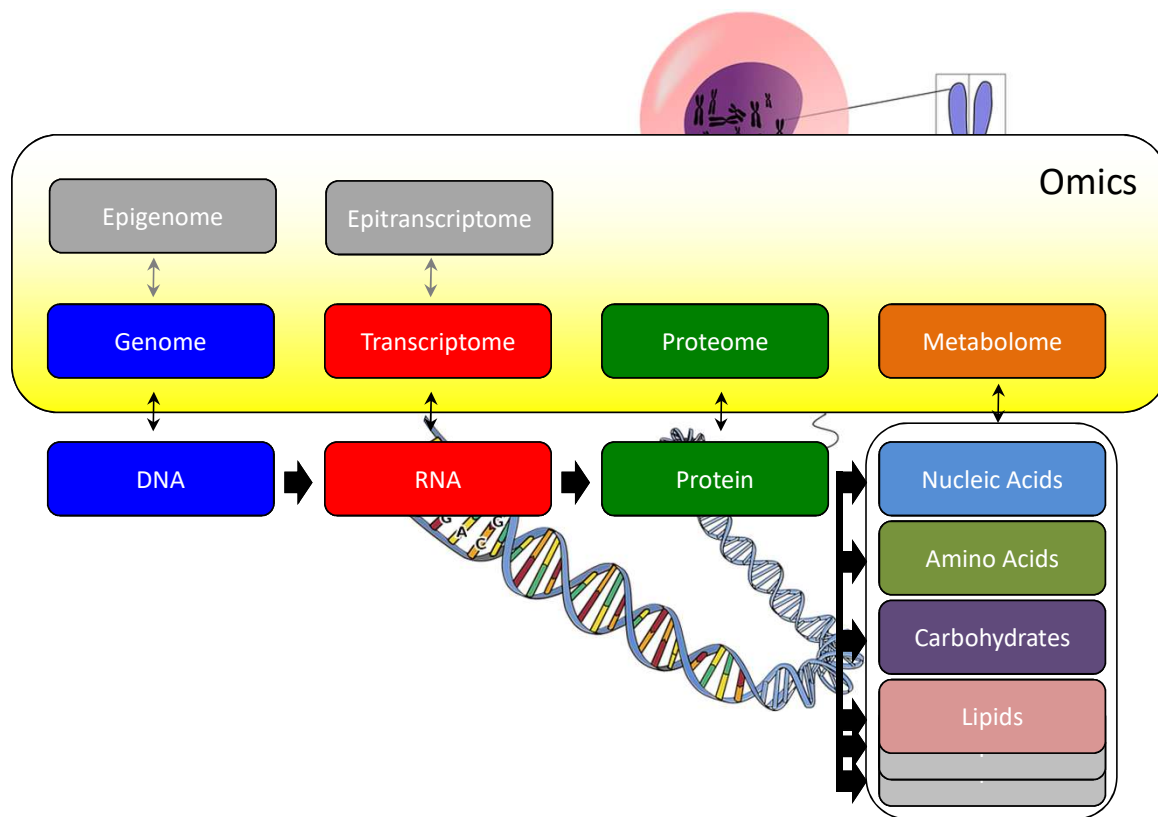 Omics
Epigenome
Epitranscriptome
Genome
Transcriptome
Proteome
Metabolome
DNA
RNA
Protein
Nucleic Acids
G
A
C
G
Amino Acids
Carbohydrates
Lipids